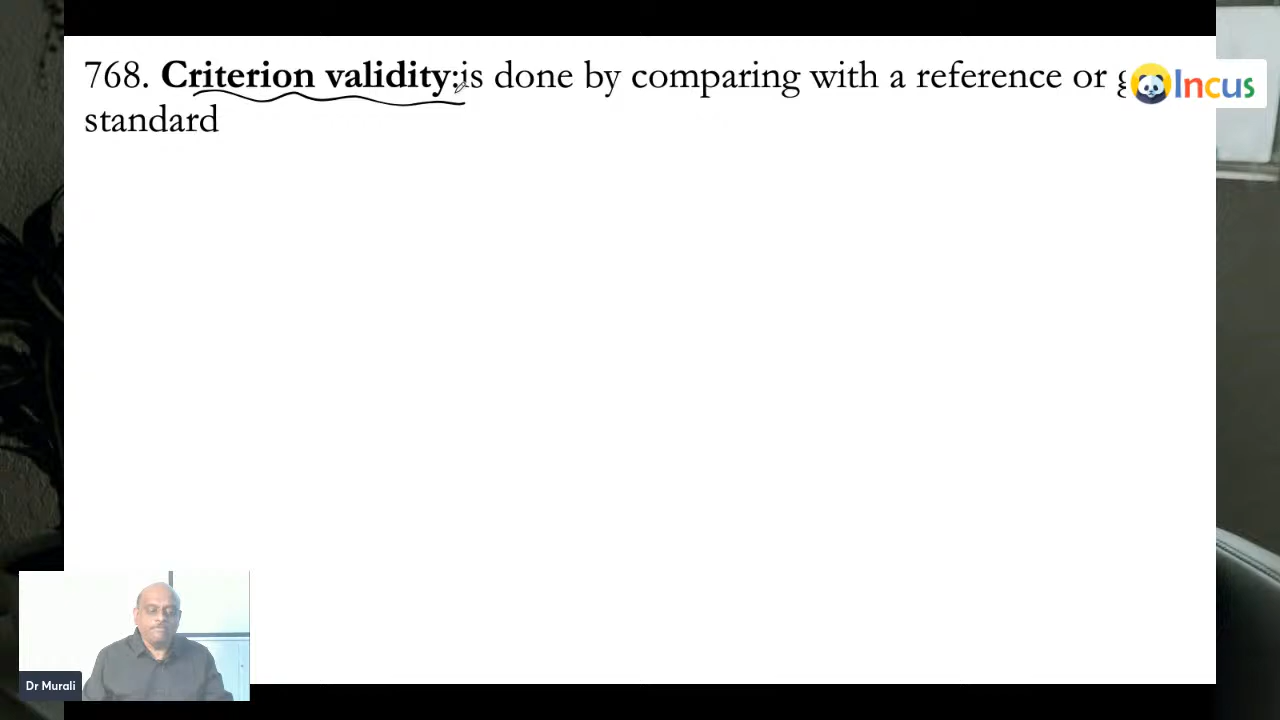 768. Criterion validity: is done by comparing with a reference or
standard
Incus
Dr Murali